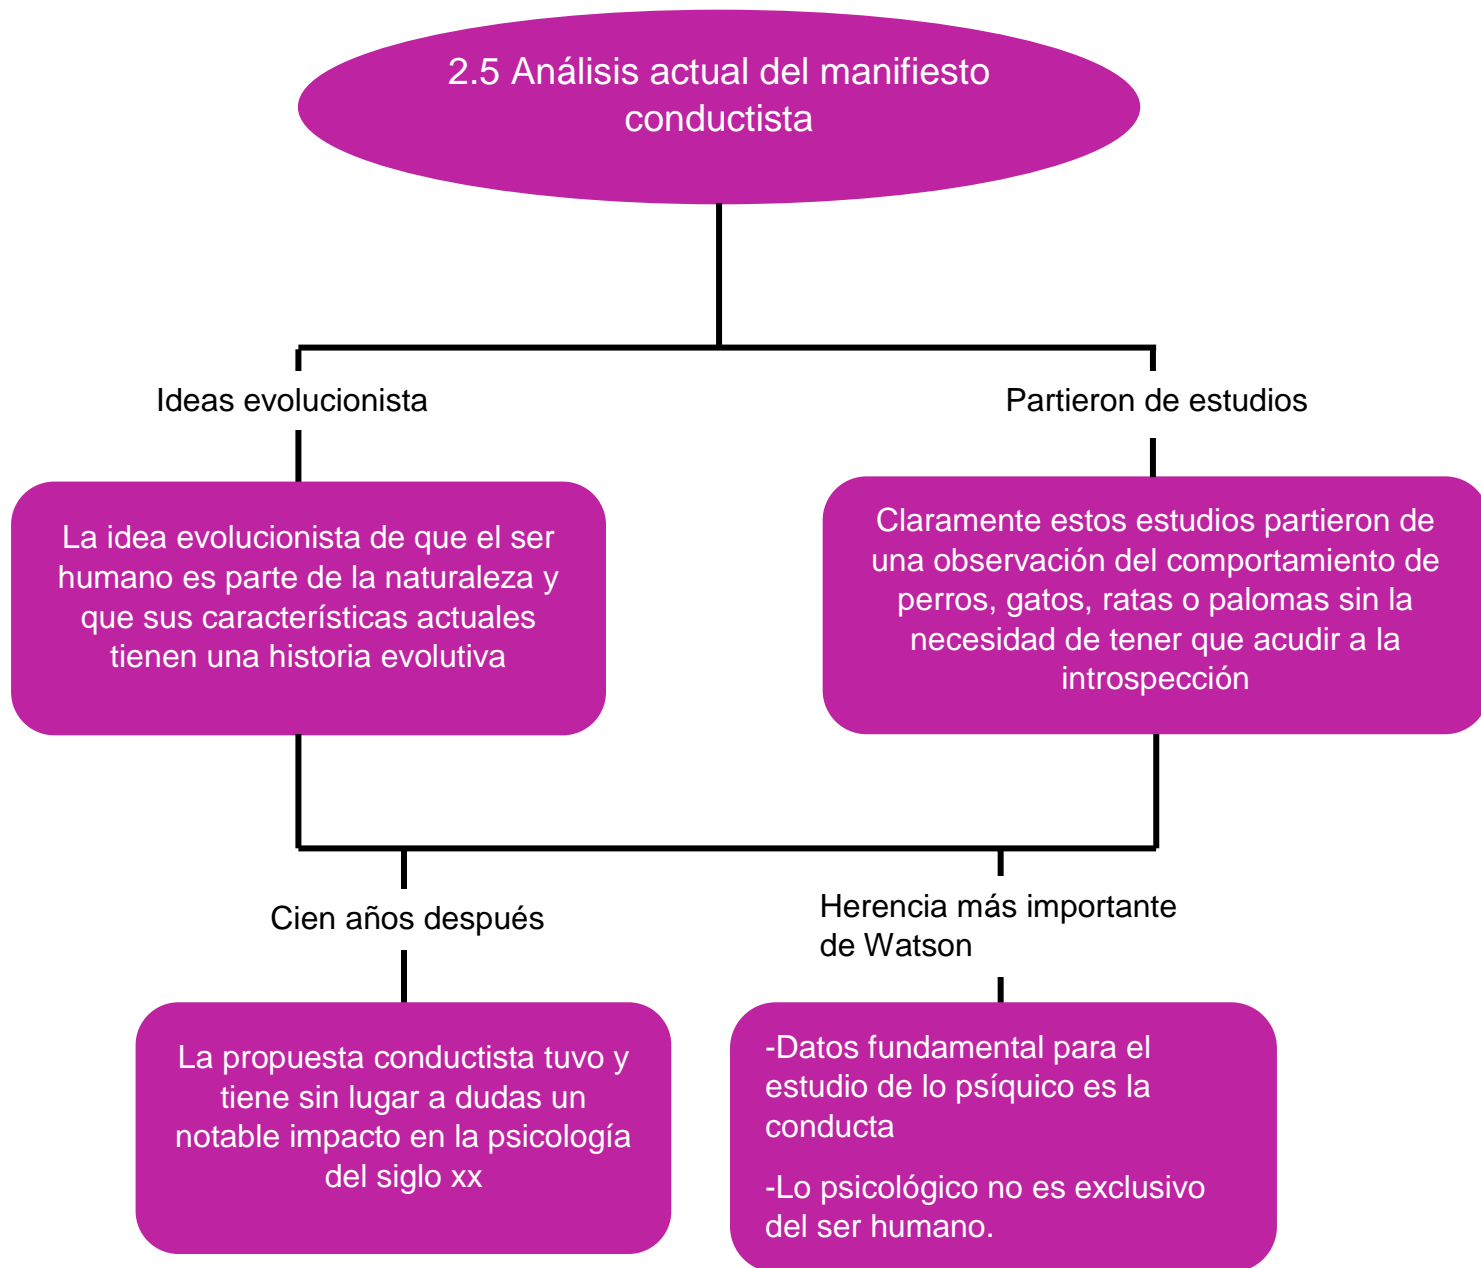 2.5 Análisis actual del manifiesto
conductista
Ideas evolucionista
Partieron de estudios
La idea evolucionista de que el ser
humano es parte de la naturaleza y
que sus características actuales
tienen una historia evolutiva
Claramente estos estudios partieron de
una observación del comportamiento de
perros, gatos, ratas o palomas sin la
necesidad de tener que acudir a la
introspección
Cien años después
Herencia más importante
de Watson
La propuesta conductista tuvo y
tiene sin lugar a dudas un
notable impacto en la psicología
del siglo xx
-Datos fundamental para el
estudio de lo psíquico es la
conducta
-Lo psicológico no es exclusivo
del ser humano.